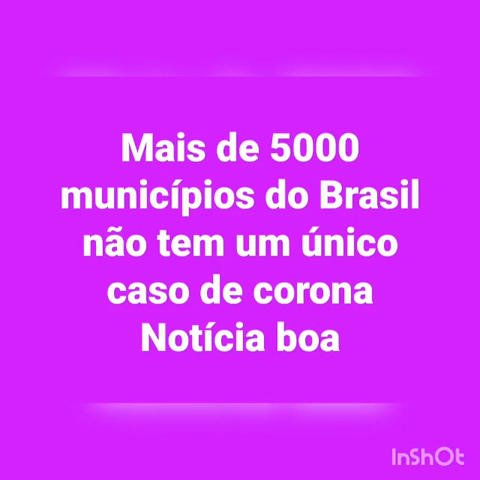 Mais de 5000
municípios do Brasil
não tem um único
caso de corona
Notícia boa
InShOt